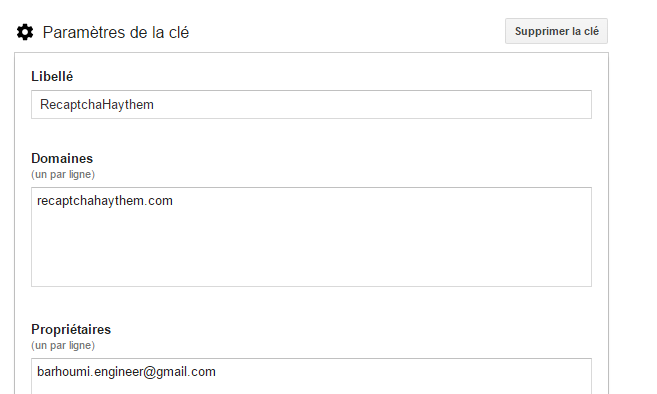 Paramètres de la clé
Supprimer la clé
Libellé
RecaptchaHaythem
Domaines
(un par ligne)
recaptchahaythem.com
Propriétaires
(un par ligne)
barhoumi.engineer@gmail.com